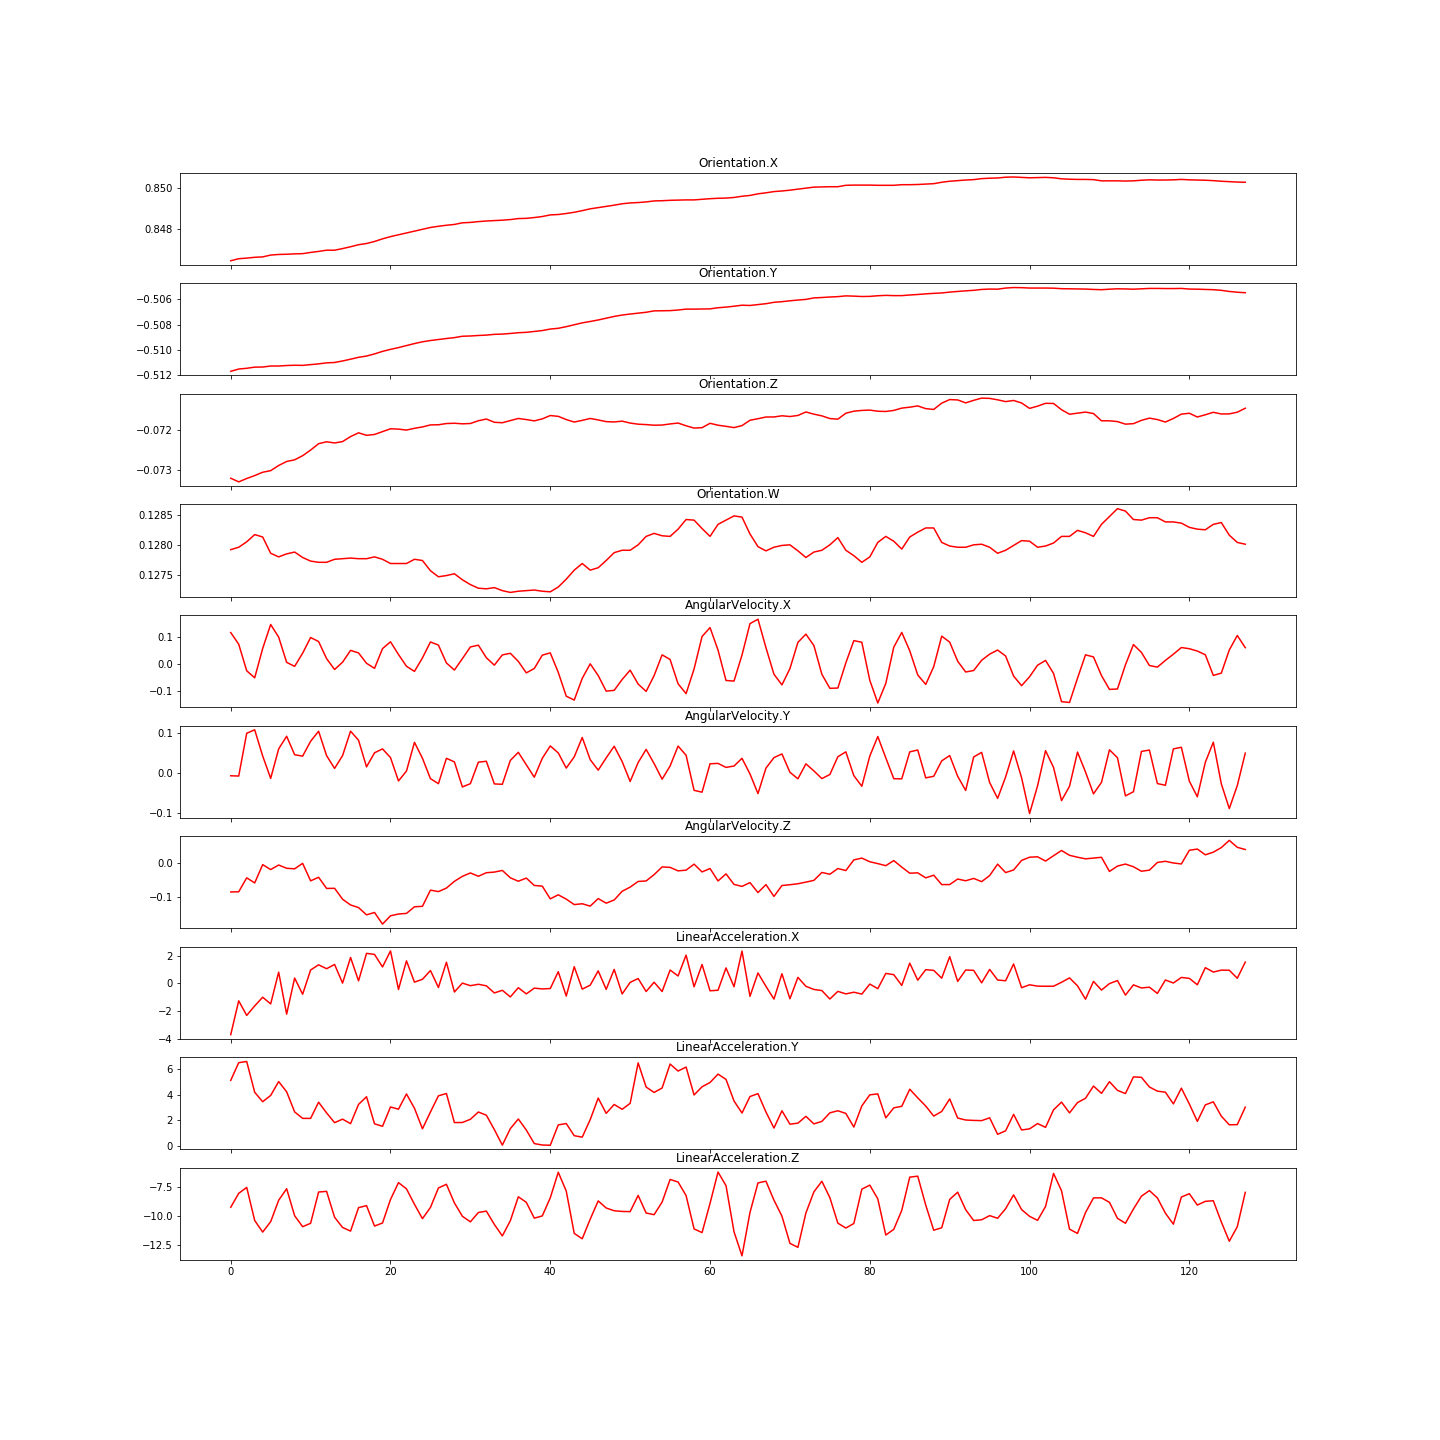 Orientation.X
0.850
0.848
Orientation.Y
−0.506
−0.508
−0.510
−0.512
Orientation.Z
−0.072
−0.073
Orientation.W
0.1285
0.1280
0.1275
AngularVelocity.X
0.1
0.0
−0.1
AngularVelocity.Y
0.1
0.0
−0.1
AngularVelocity.Z
0.0
−0.1
LinearAcceleration.X
2
0
−2
−4
LinearAcceleration.Y
6
4
2
0
LinearAcceleration.Z
−7.5
−10.0
−12.5
0 20 40 60 80 100 120